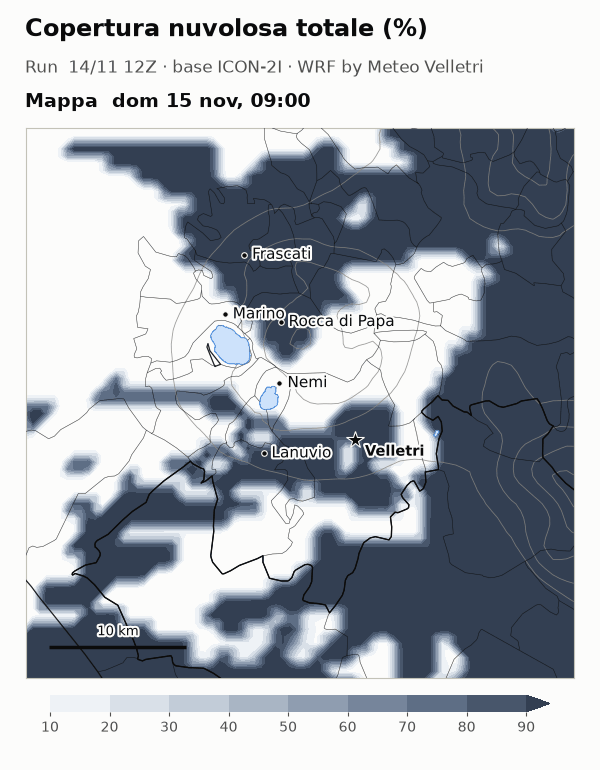 Copertura nuvolosa totale (%)
Run  14/11 12Z · base ICON-2I · WRF by Meteo Velletri
Mappa  dom 15 nov, 09:00
Frascati
Marino
Rocca di Papa
Nemi
Velletri
Lanuvio
10 km
10 20 30 40 50 60 70 80 90